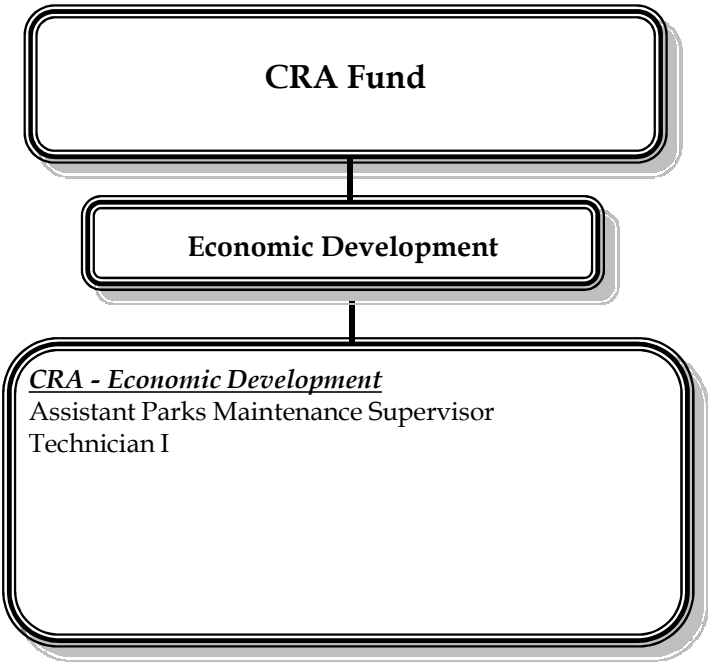 CRA Fund
Economic Development
CRA - Economic Development
Assistant Parks Maintenance Supervisor
Technician I